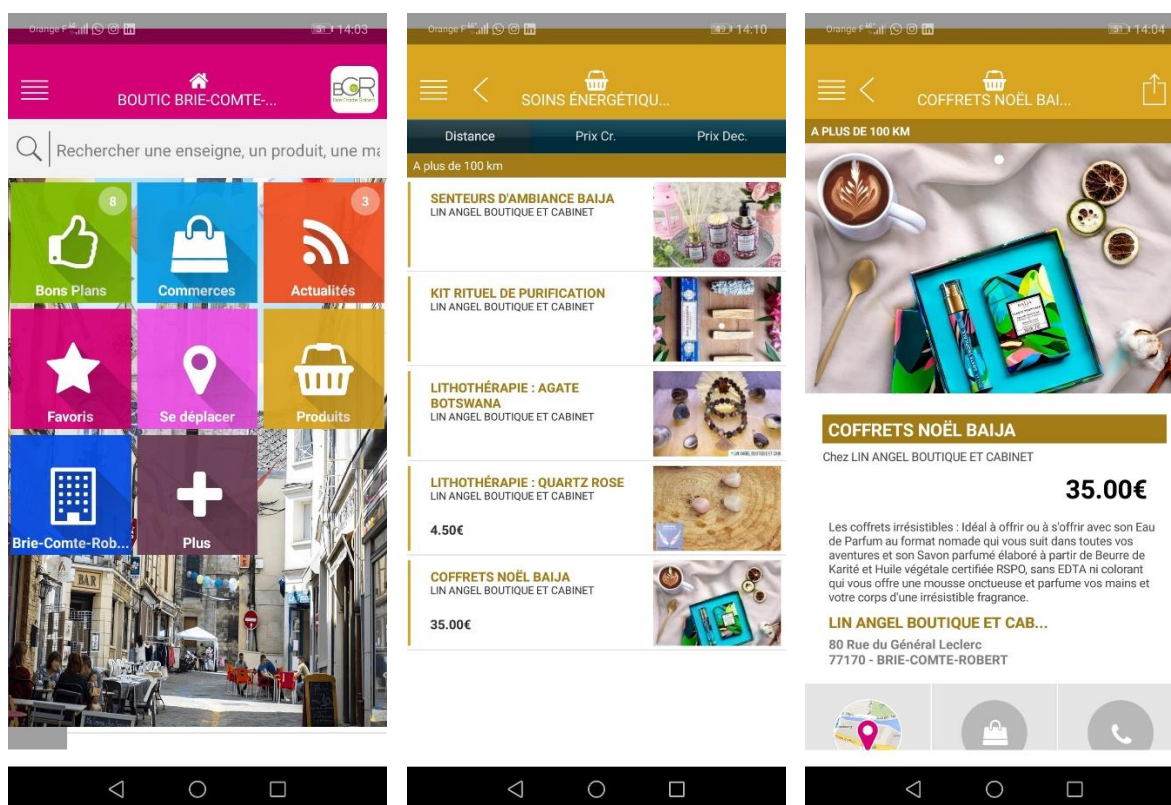 Orange F 14:03
BOUTIC BRIE-COMTE-...
BCR
Rechercher une enseigne, un produit, une ma
8
3
Bons Plans
Commerces
Actualités
Favoris
Se déplacer
Produits
Brie-Comte-Rob...
Plus
BAR
Orange F 14:10
SOINS ÉNERGÉTIQU...
Distance Prix Cr. Prix Dec.
A plus de 100 km
SENTEURS D'AMBIANCE BAIJA
LIN ANGEL BOUTIQUE ET CABINET
KIT RITUEL DE PURIFICATION
LIN ANGEL BOUTIQUE ET CABINET
LITHOTHÉRAPIE : AGATE
BOTSWANA
LIN ANGEL BOUTIQUE ET CABINET
LITHOTHÉRAPIE : QUARTZ ROSE
LIN ANGEL BOUTIQUE ET CABINET
4.50€
COFFRETS NOËL BAIJA
LIN ANGEL BOUTIQUE ET CABINET
35.00€
Orange F 14:04
COFFRETS NOËL BAI...
A PLUS DE 100 KM
COFFRETS NOËL BAIJA
Chez LIN ANGEL BOUTIQUE ET CABINET
35.00€
Les coffrets irrésistibles : Idéal à offrir ou à s'offrir avec son Eau
de Parfum au format nomade qui vous suit dans toutes vos
aventures et son Savon parfumé élaboré à partir de Beurre de
Karité et Huile végétale certifiée RSPO, sans EDTA ni colorant
qui vous offre une mousse onctueuse et parfume vos mains et
votre corps d'une irrésistible fragrance.
LIN ANGEL BOUTIQUE ET CAB...
80 Rue du Général Leclerc
77170 - BRIE-COMTE-ROBERT